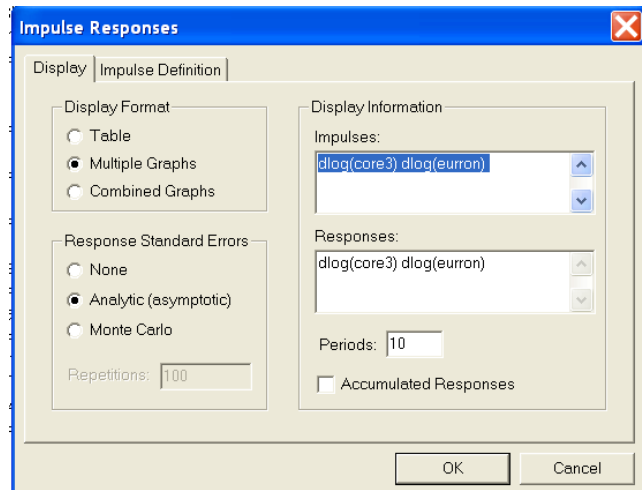 Impulse Responses
Display
Impulse Definition
Display Format
Table
Multiple Graphs
Combined Graphs
Response Standard Errors
None
Analytic (asymptotic)
Monte Carlo
Repetitions: 100
Display Information
Impulses:
dlog(core3) dlog(eurron)
Responses:
dlog(core3) dlog(eurron)
Periods: 10
Accumulated Responses
OK
Cancel